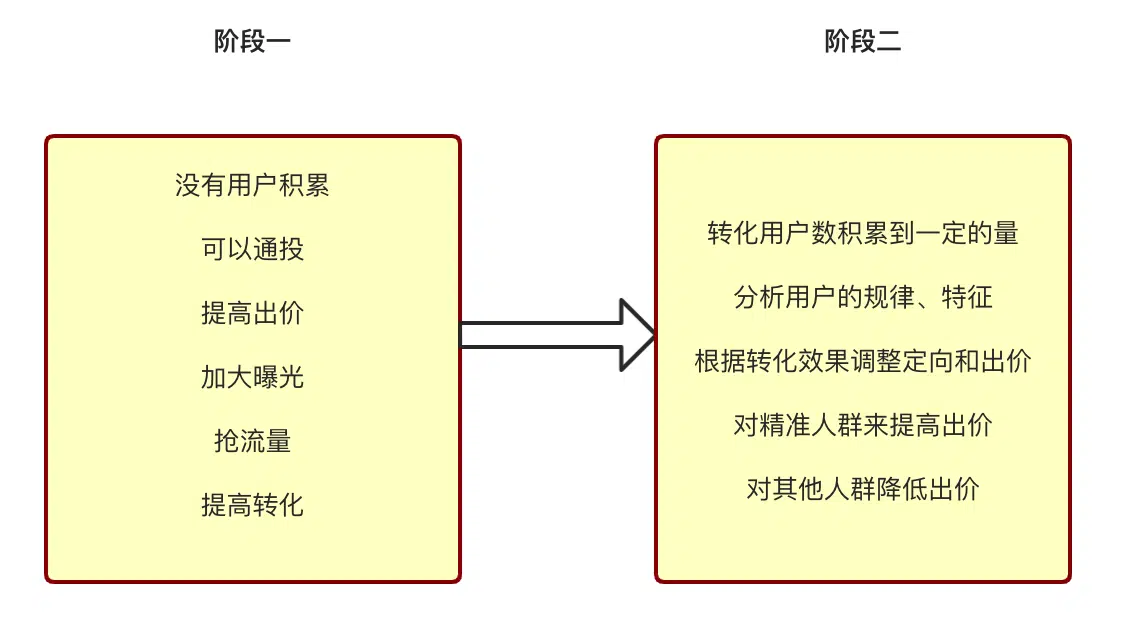 阶段一
阶段二
没有用户积累
可以通投
提高出价
加大曝光
抢流量
提高转化
转化用户数积累到一定的量
分析用户的规律、特征
根据转化效果调整定向和出价
对精准人群来提高出价
对其他人群降低出价